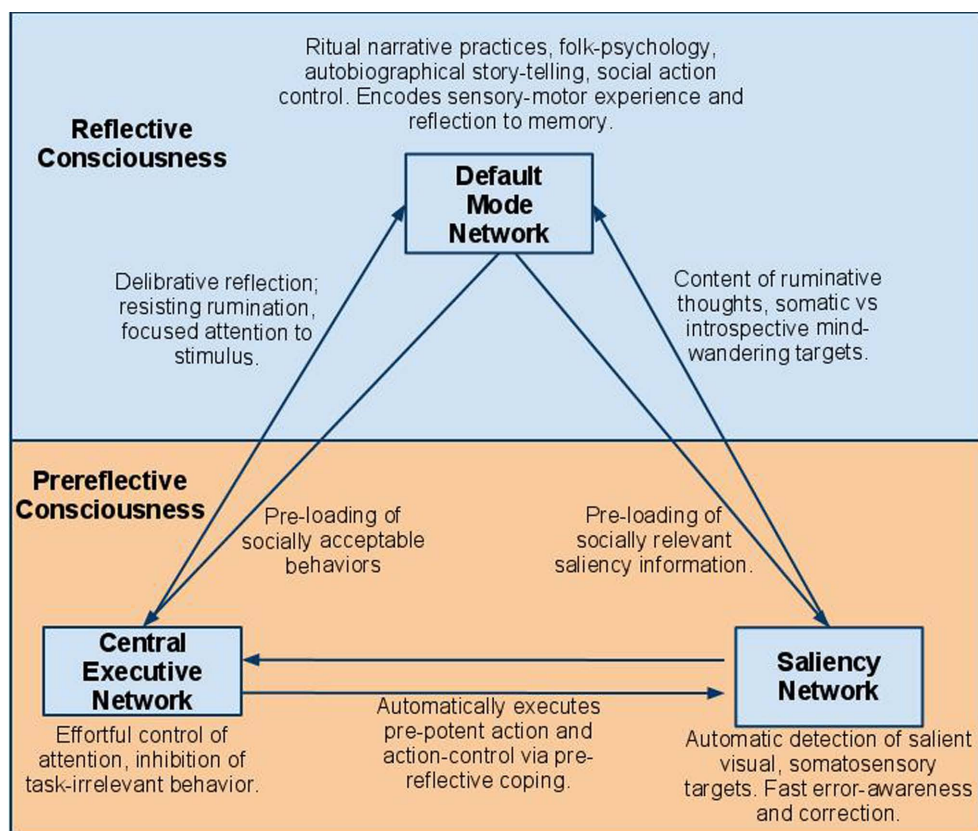 Ritual narrative practices, folk-psychology,
autobiographical story-telling, social action
control. Encodes sensory-motor experience and
reflection to memory.
Reflective
Consciousness
Default
Mode
Network
Delibrative reflection;
resisting rumination,
focused attention to
stimulus.
Content of ruminative
thoughts, somatic vs
introspective mind-
wandering targets.
Prereflective
Consciousness
Pre-loading of
socially acceptable
behaviors
Pre-loading of
socially relevant
saliency information.
Central
Executive
Network
Saliency
Network
Effortful control of
attention, inhibition of
task-irrelevant behavior.
Automatically executes
pre-potent action and
action-control via pre-
reflective coping.
Automatic detection of salient
visual, somatosensory
targets. Fast error-awareness
and correction.